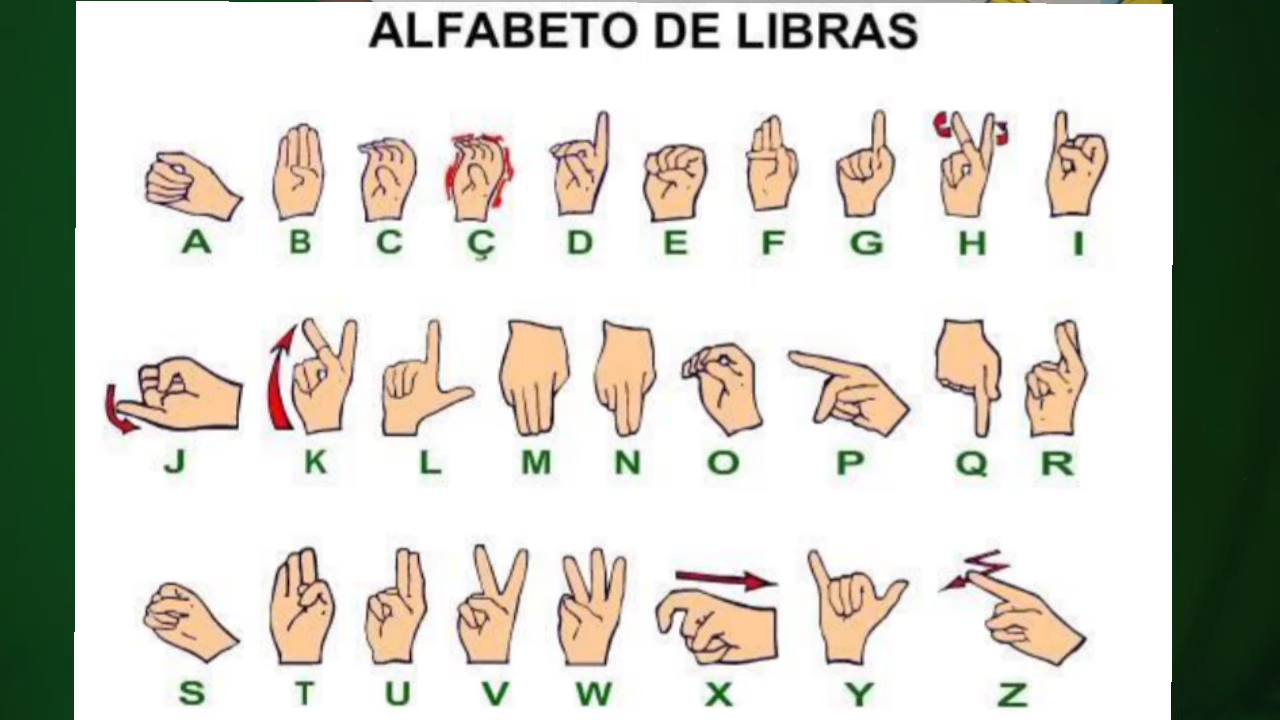 ALFABETO DE LIBRAS
A B C Ç D E F G H I
J K L M N O P Q R
S T U V W X Y Z